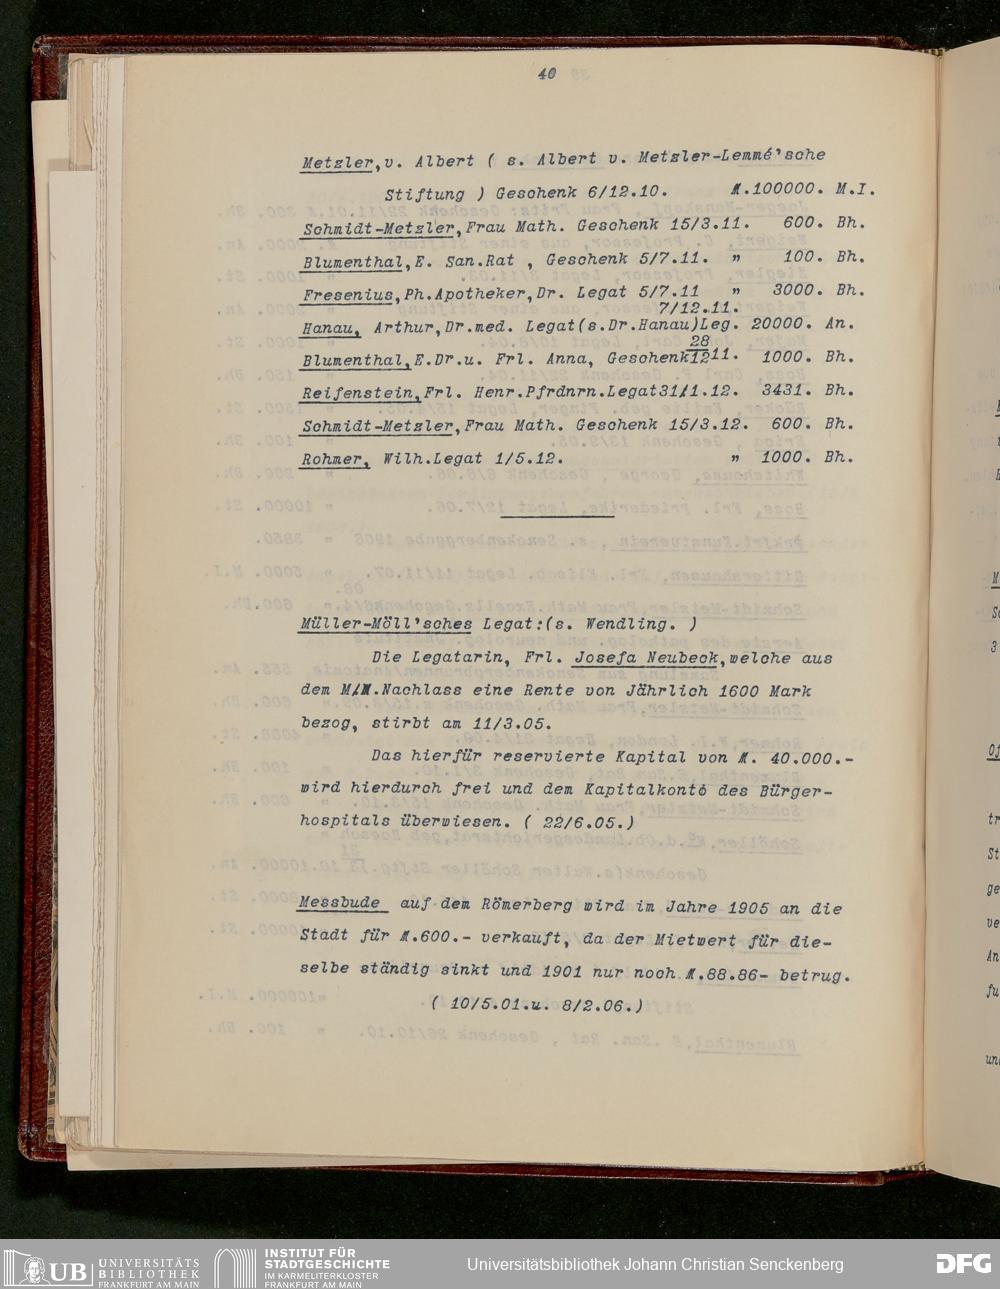 40
Metzler,v. Albert ( s. Albert v. Metzler-Lemmé'sche
Stiftung ) Geschenk 6/12.10. M.100000. M.I.
Schmidt-Metzler,Frau Math. Geschenk 15/3.11. 600. Bh.
Blumenthal,E. San.Rat , Geschenk 5/7.11. " 100. Bh.
Fresenius,Ph.Apotheker,Dr. Legat 5/7.11 " 3000. Bh.
7/12.11.
Hanau, Arthur,Dr.med. Legat(s.Dr.Hanau)Leg. 20000. An.
Blumenthal,E.Dr.u. Frl. Anna, Geschenk 28/12 11. 1000. Bh.
Reifenstein,Frl. Henr.Pfrdnrn.Legat31/1.12. 3431. Bh.
Schmidt-Metzler,Frau Math. Geschenk 15/3.12. 600. Bh.
Rohmer, Wilh.Legat 1/5.12. " 1000. Bh.
Müller-Möll'sches Legat:(s. Wendling. )
Die Legatarin, Frl. Josefa Neubeck,welche aus
dem M/M.Nachlass eine Rente von Jährlich 1600 Mark
bezog, stirbt am 11/3.05.
Das hierfür reservierte Kapital von M. 40.000.-
wird hierdurch frei und dem Kapitalkonto des Bürger-
hospitals überwiesen. ( 22/6.05.)
Messbude auf dem Römerberg wird im Jahre 1905 an die
Stadt für M.600.- verkauft, da der Mietwert für die-
selbe ständig sinkt und 1901 nur noch M.88.86- betrug.
( 10/5.01.u. 8/2.06.)
UB UNIVERSITÄTS
BIBLIOTHEK
FRANKFURT AM MAIN
INSTITUT FÜR
STADTGESCHICHTE
IM KARMELITERKLOSTER
FRANKFURT AM MAIN
Universitätsbibliothek Johann Christian Senckenberg
DFG